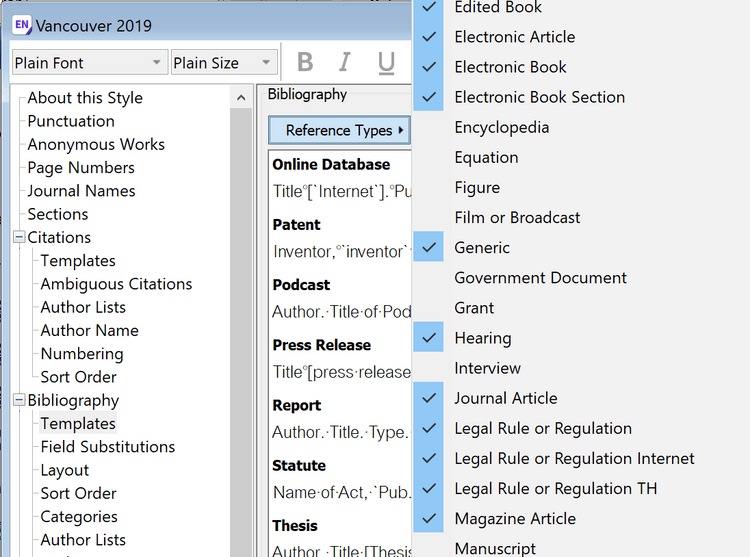 EN Vancouver 2019
Plain Font
Plain Size
B I U
About this Style
Punctuation
Anonymous Works
Page Numbers
Journal Names
Sections
Citations
Templates
Ambiguous Citations
Author Lists
Author Name
Numbering
Sort Order
Bibliography
Templates
Field Substitutions
Layout
Sort Order
Categories
Author Lists
Bibliography
Reference Types
Online Database
Title°[`Internet`].°Pu
Patent
Inventor,°`inventor`
Podcast
Author.·Title·of·Pod
Press Release
Title°[press·release
Report
Author.·Title.·Type.
Statute
Name·of·Act,·`Pub.
Thesis
Author.·Title·[Thesis
Edited Book
Electronic Article
Electronic Book
Electronic Book Section
Encyclopedia
Equation
Figure
Film or Broadcast
Generic
Government Document
Grant
Hearing
Interview
Journal Article
Legal Rule or Regulation
Legal Rule or Regulation Internet
Legal Rule or Regulation TH
Magazine Article
Manuscript